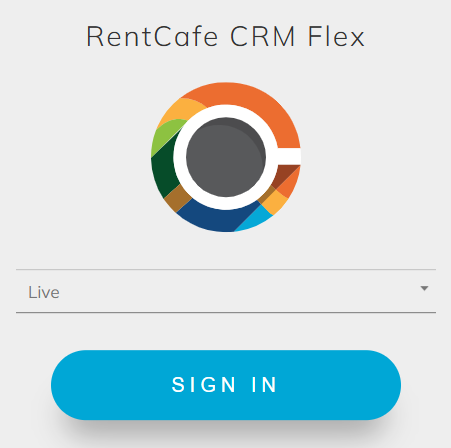 RentCafe CRM Flex
Live
SIGN IN